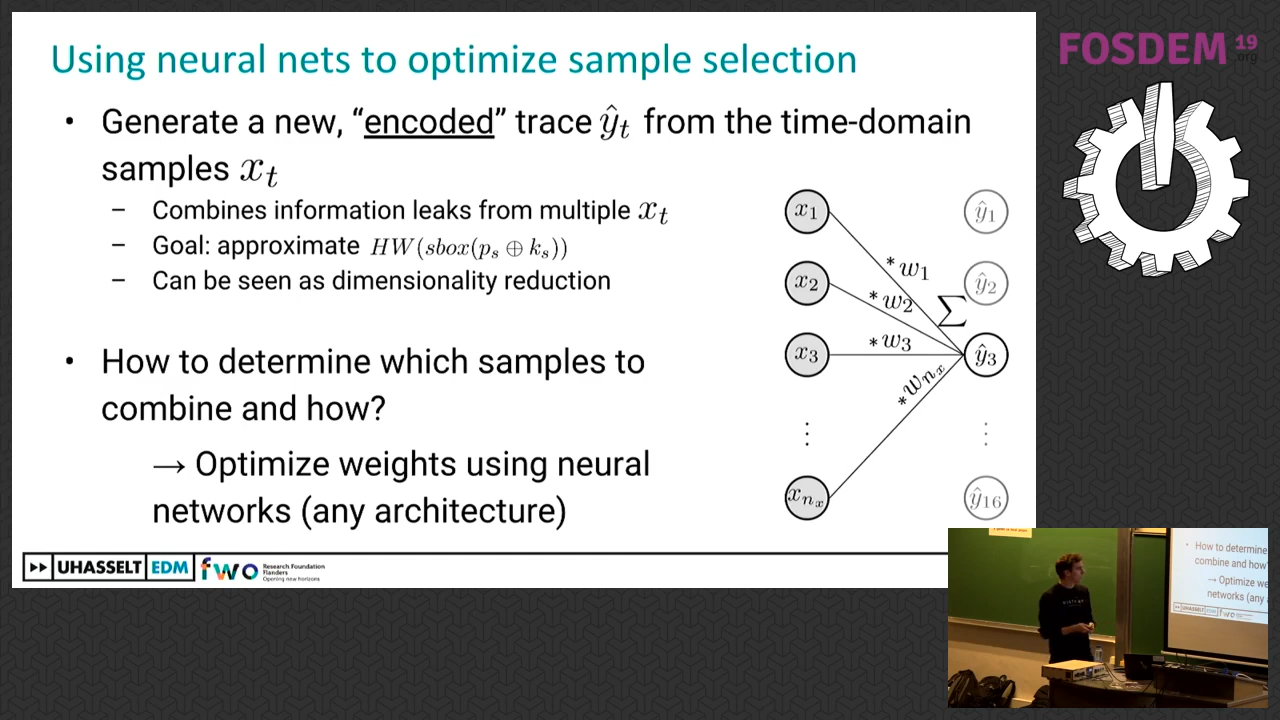 Using neural nets to optimize sample selection
• Generate a new, “encoded” trace ŷ_t from the time-domain
samples x_t
– Combines information leaks from multiple x_t
– Goal: approximate HW(sbox(p_s ⊕ k_s))
– Can be seen as dimensionality reduction
• How to determine which samples to
combine and how?
→ Optimize weights using neural
networks (any architecture)
x_1
x_2
x_3
⋮
x_{n_x}
* w_1
* w_2
* w_3
* w_{n_x}
∑
ŷ_1
ŷ_2
ŷ_3
⋮
ŷ_16
UHASSELT EDM
fwo
Research Foundation
Flanders
Opening new horizons
FOSDEM 19
.org
How to determine
combine and how?
→ Optimize we
networks (any
UHASSELT EDM fwo